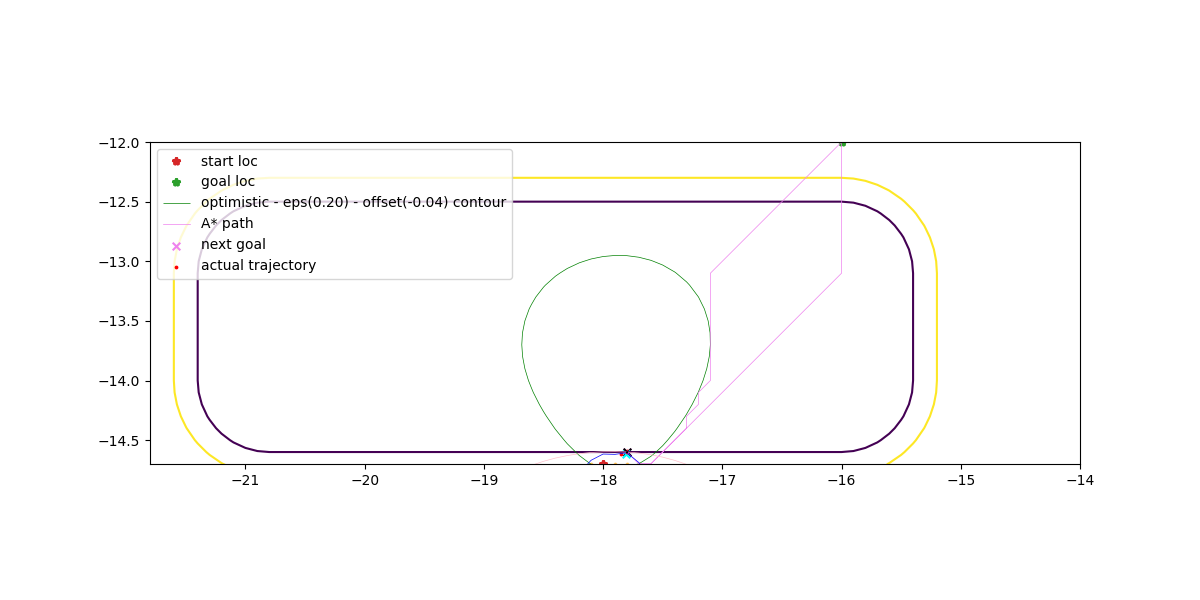 −12.0
−12.5
−13.0
−13.5
−14.0
−14.5
start loc
goal loc
optimistic - eps(0.20) - offset(-0.04) contour
A* path
next goal
actual trajectory
−21 −20 −19 −18 −17 −16 −15 −14